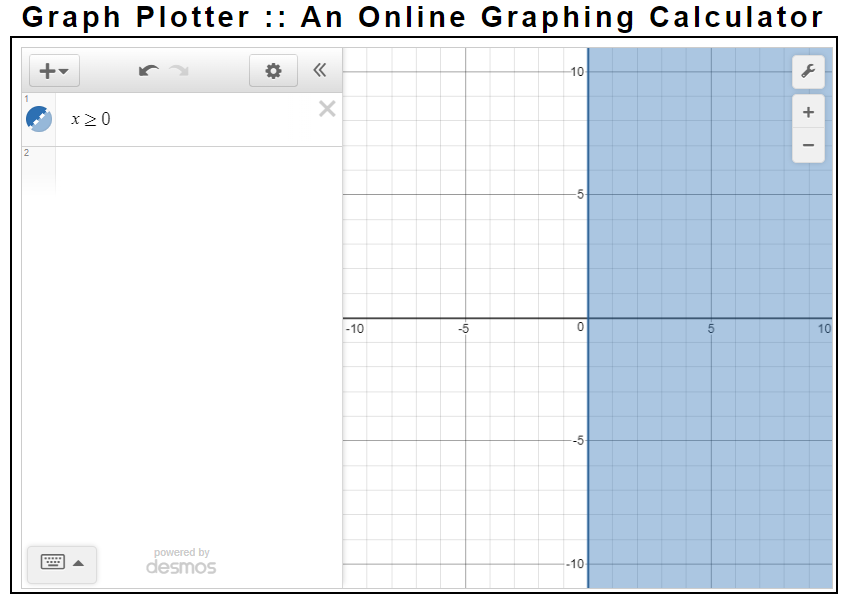 Graph Plotter :: An Online Graphing Calculator
1
x ≥ 0
2
powered by
desmos
10
5
-10 -5 0 5 10
-5
-10